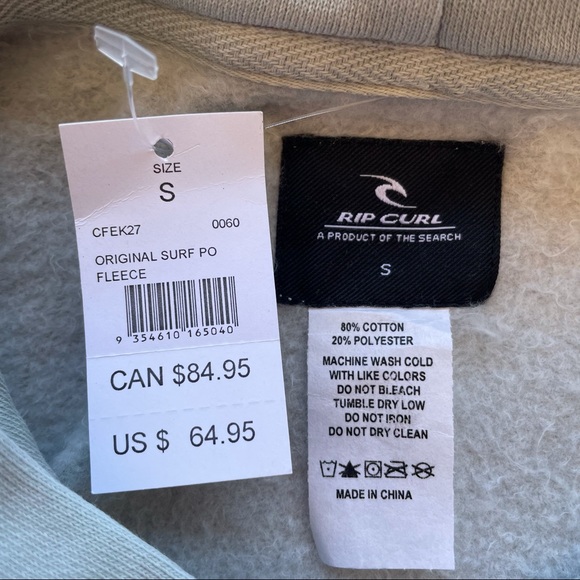 SIZE
S
CFEK27 0060
ORIGINAL SURF PO
FLEECE
9 354610 165040
CAN $84.95
US $ 64.95
RIP CURL
A PRODUCT OF THE SEARCH
S
80% COTTON
20% POLYESTER
MACHINE WASH COLD
WITH LIKE COLORS
DO NOT BLEACH
TUMBLE DRY LOW
DO NOT IRON
DO NOT DRY CLEAN
MADE IN CHINA